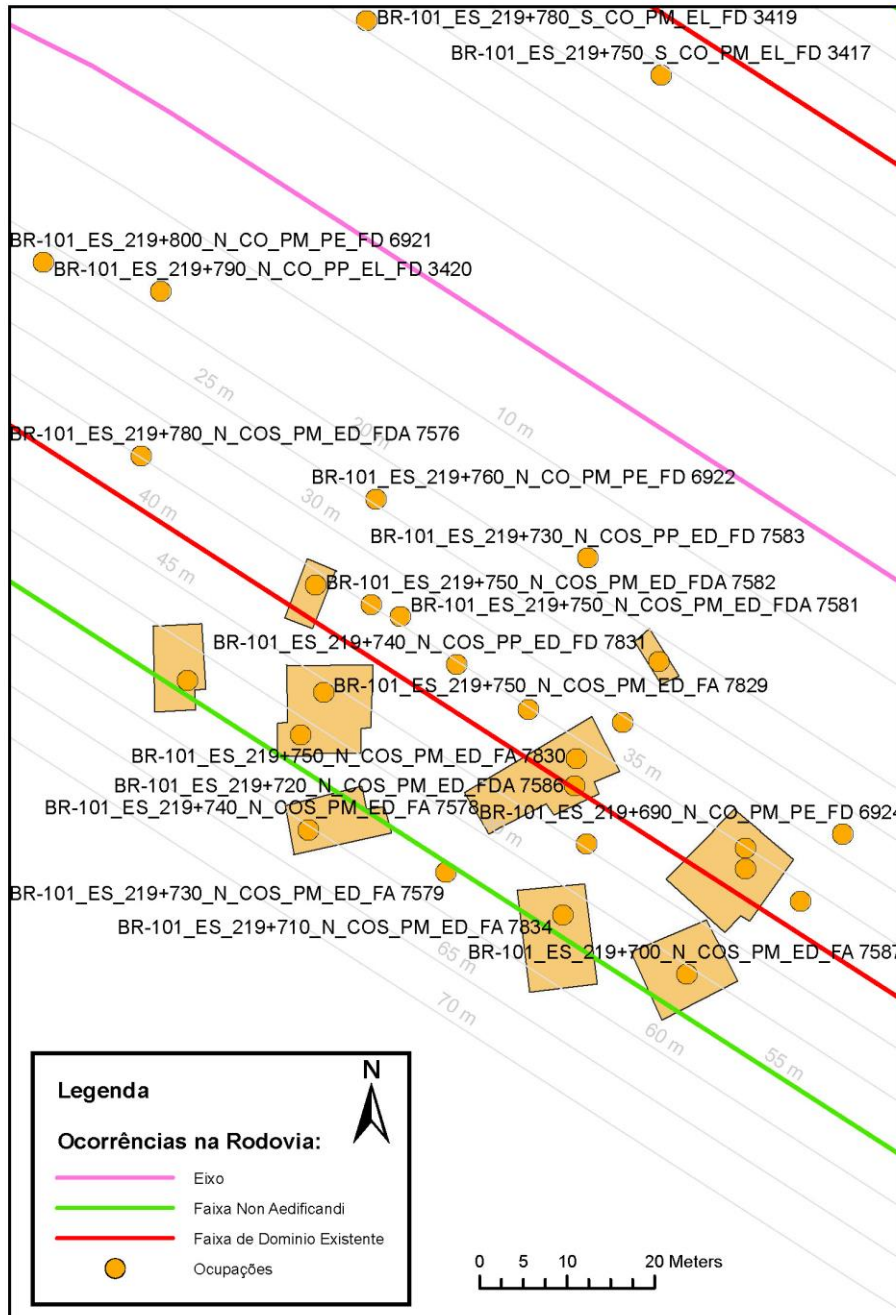 BR-101_ES_219+780_S_CO_PM_EL_FD 3419
BR-101_ES_219+750_S_CO_PM_EL_FD 3417
BR-101_ES_219+800_N_CO_PM_PE_FD 6921
BR-101_ES_219+790_N_CO_PP_EL_FD 3420
25 m
10 m
20 m
BR-101_ES_219+780_N_COS_PM_ED_FDA 7576
BR-101_ES_219+760_N_CO_PM_PE_FD 6922
40 m
30 m
BR-101_ES_219+730_N_COS_PP_ED_FD 7583
45 m
BR-101_ES_219+750_N_COS_PM_ED_FDA 7582
BR-101_ES_219+750_N_COS_PM_ED_FDA 7581
BR-101_ES_219+740_N_COS_PP_ED_FD 7831
BR-101_ES_219+750_N_COS_PM_ED_FA 7829
35 m
BR-101_ES_219+750_N_COS_PM_ED_FA 7830
BR-101_ES_219+720_N_COS_PM_ED_FDA 7586
BR-101_ES_219+740_N_COS_PM_ED_FA 7578
BR-101_ES_219+690_N_CO_PM_PE_FD 6924
BR-101_ES_219+730_N_COS_PM_ED_FA 7579
BR-101_ES_219+710_N_COS_PM_ED_FA 7834
BR-101_ES_219+700_N_COS_PM_ED_FA 7587
65 m
70 m
60 m
55 m
Legenda
N
Ocorrências na Rodovia:
Eixo
Faixa Non Aedificandi
Faixa de Dominio Existente
Ocupações
0 5 10 20 Meters